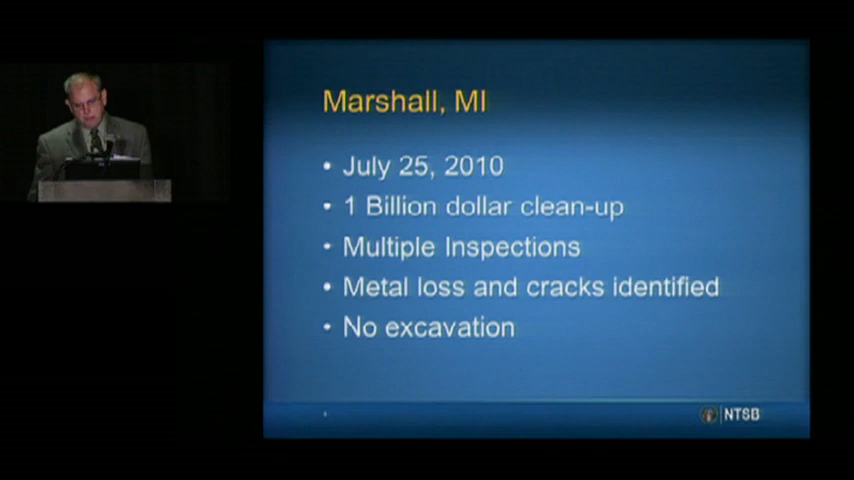 Marshall, MI
• July 25, 2010
• 1 Billion dollar clean-up
• Multiple Inspections
• Metal loss and cracks identified
• No excavation
NTSB